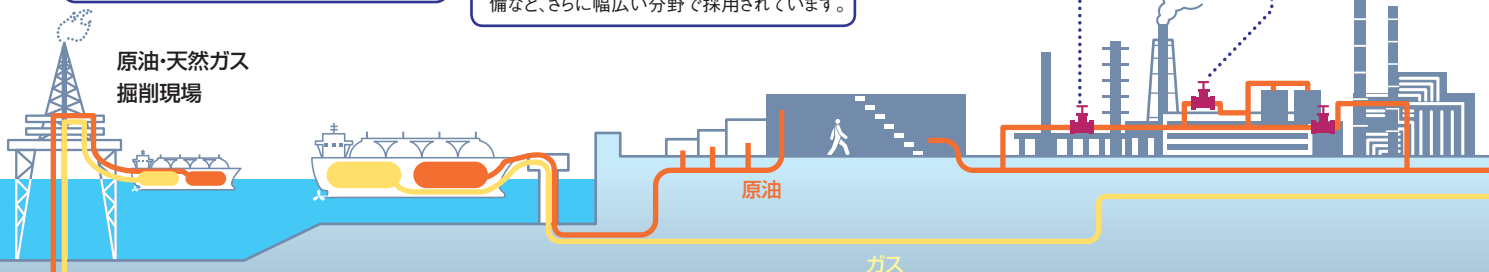 備など、さらに幅広い分野で採用されています。
原油・天然ガス
掘削現場
原油
ガス